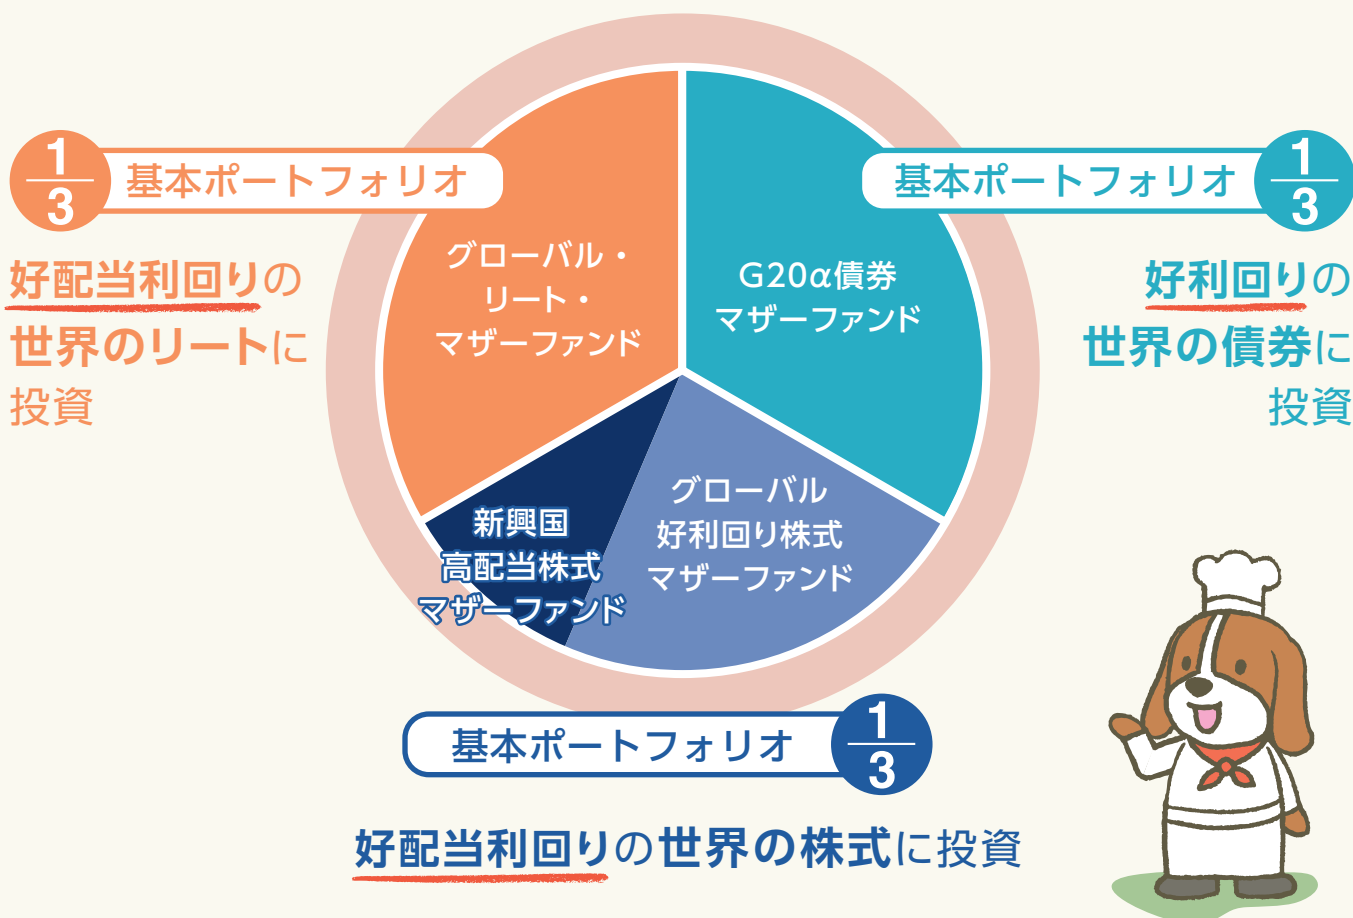 1/3 基本ポートフォリオ
好配当利回りの
世界のリートに
投資
グローバル・
リート・
マザーファンド
基本ポートフォリオ 1/3
好利回りの
世界の債券に
投資
G20α債券
マザーファンド
新興国
高配当株式
マザーファンド
グローバル
好利回り株式
マザーファンド
基本ポートフォリオ 1/3
好配当利回りの世界の株式に投資